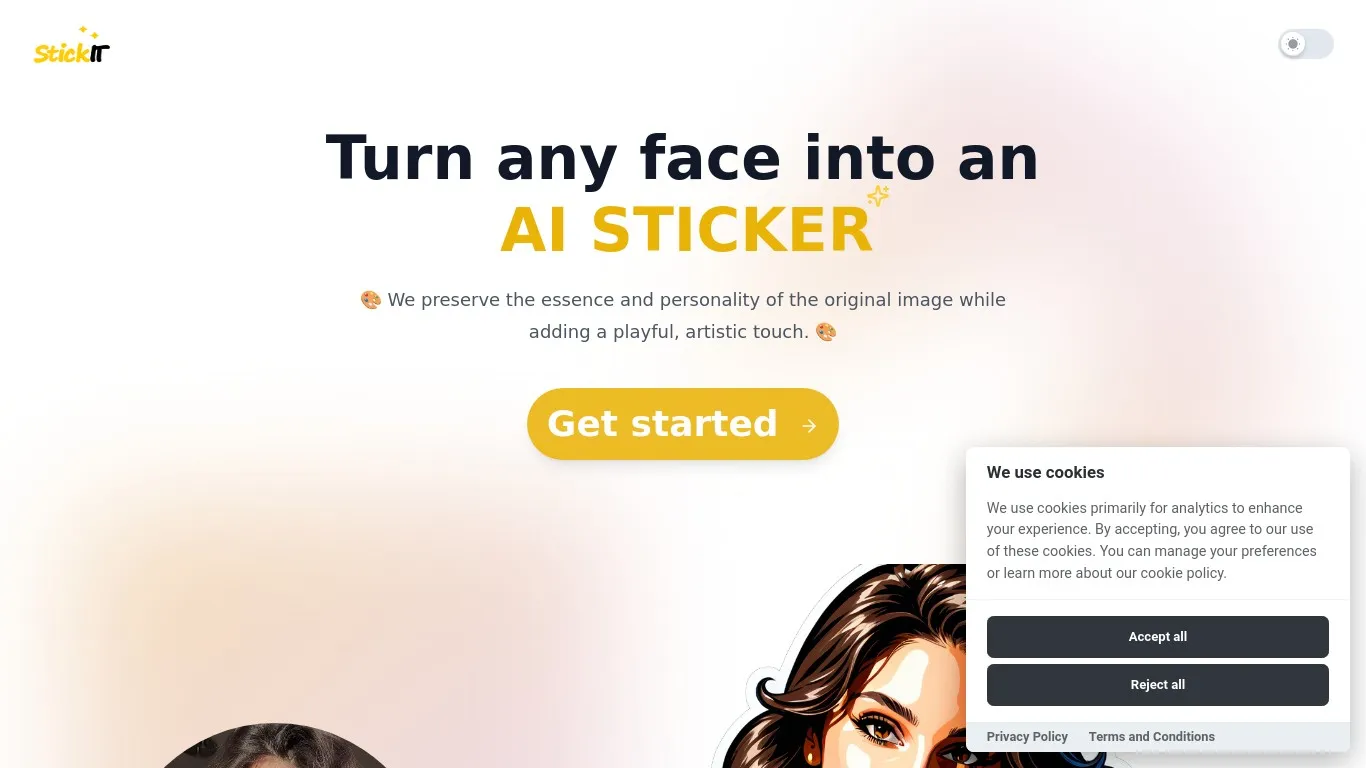 StickIT
Turn any face into an
AI STICKER
🎨 We preserve the essence and personality of the original image while
adding a playful, artistic touch. 🎨
Get started →
We use cookies
We use cookies primarily for analytics to enhance
your experience. By accepting, you agree to our use
of these cookies. You can manage your preferences
or learn more about our cookie policy.
Accept all
Reject all
Privacy Policy Terms and Conditions